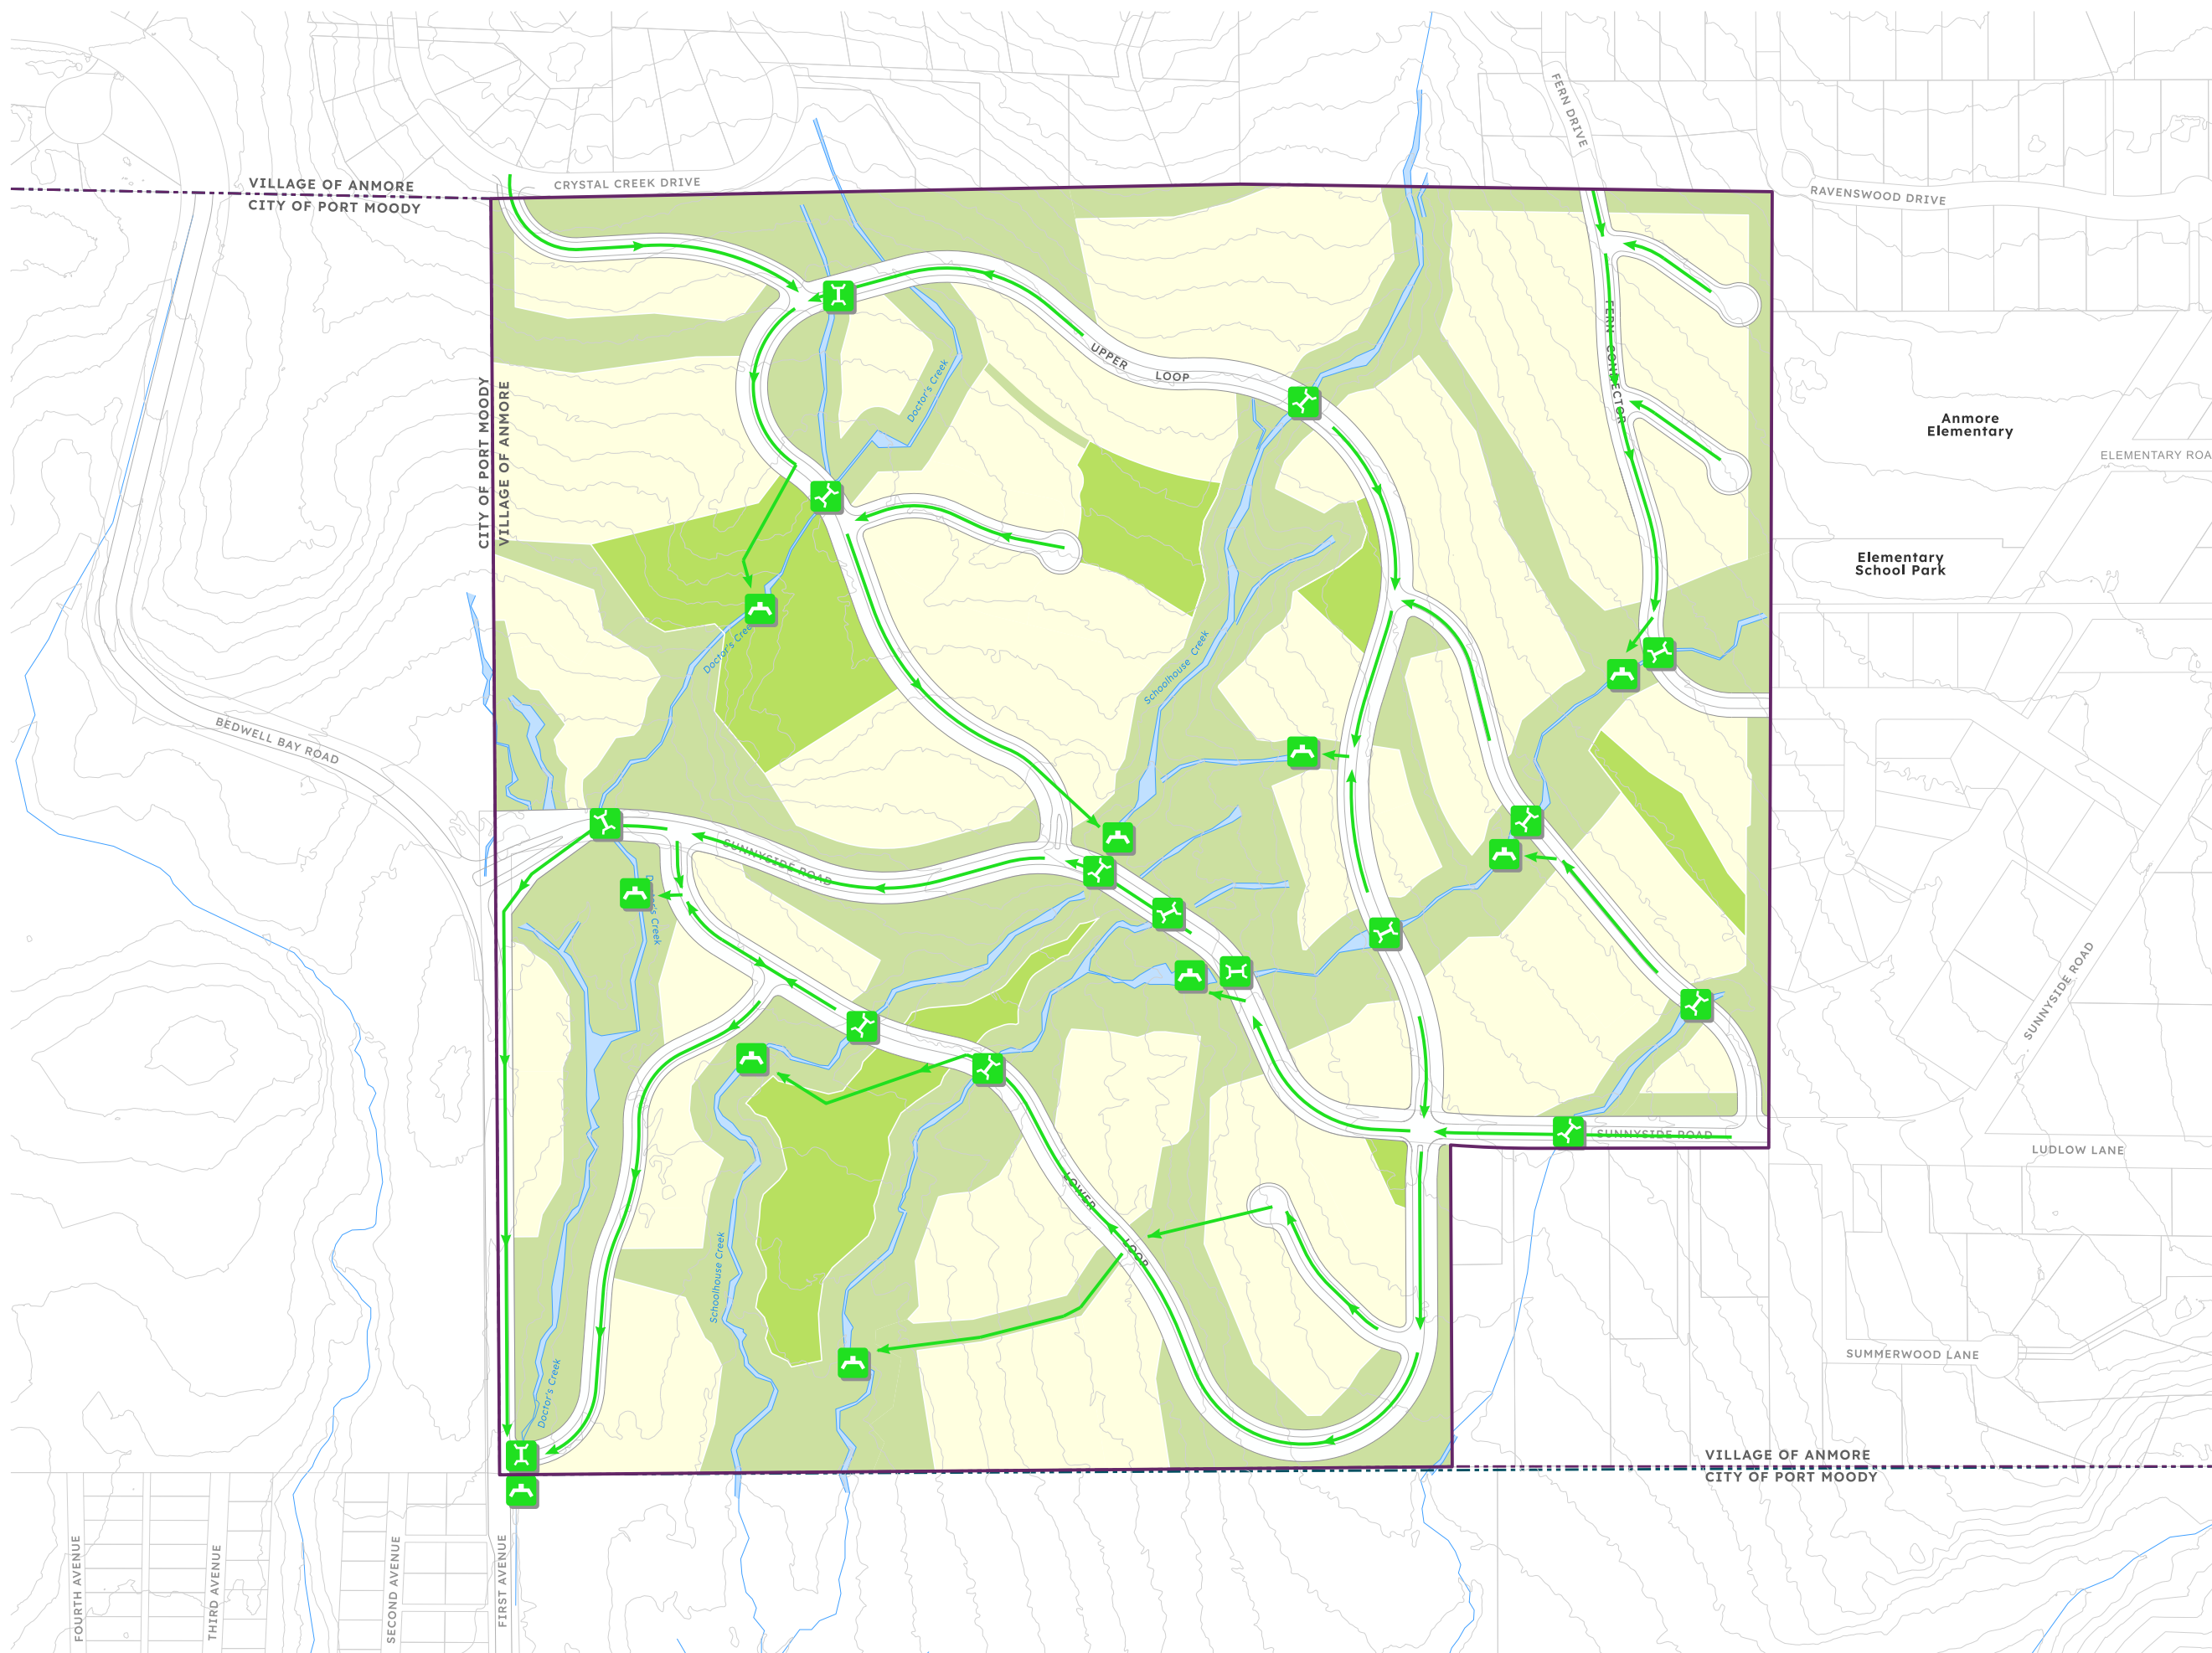 FERN DRIVE
CRYSTAL CREEK DRIVE
VILLAGE OF ANMORE
CITY OF PORT MOODY
RAVENSWOOD DRIVE
UPPER
LOOP
FERN CONNECTOR
Doctor's Creek
CITY OF PORT MOODY
VILLAGE OF ANMORE
Anmore
Elementary
ELEMENTARY ROA
Elementary
School Park
Doctor's Creek
Schoolhouse Creek
BEDWELL BAY ROAD
SUNNYSIDE ROAD
Doctor's Creek
SUNNYSIDE ROAD
SUNNYSIDE ROAD
LUDLOW LANE
LOWER
LOOP
Schoolhouse Creek
SUMMERWOOD LANE
Doctor's Creek
VILLAGE OF ANMORE
CITY OF PORT MOODY
FOURTH AVENUE
THIRD AVENUE
SECOND AVENUE
FIRST AVENUE